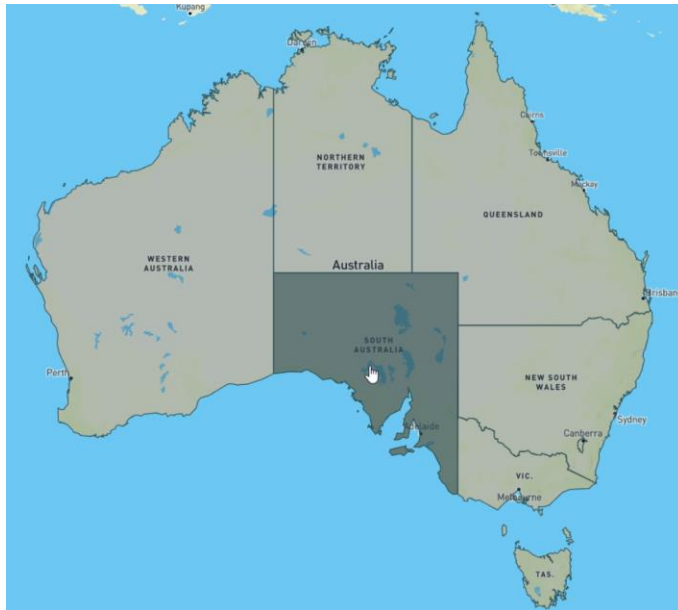 Kupang
Darwin
Cairns
NORTHERN
TERRITORY
Townsville
Mackay
QUEENSLAND
WESTERN
AUSTRALIA
Australia
Brisban
SOUTH
AUSTRALIA
Perth
NEW SOUTH
WALES
Sydney
Adelaide
Canberra
VIC.
Melbourne
TAS.